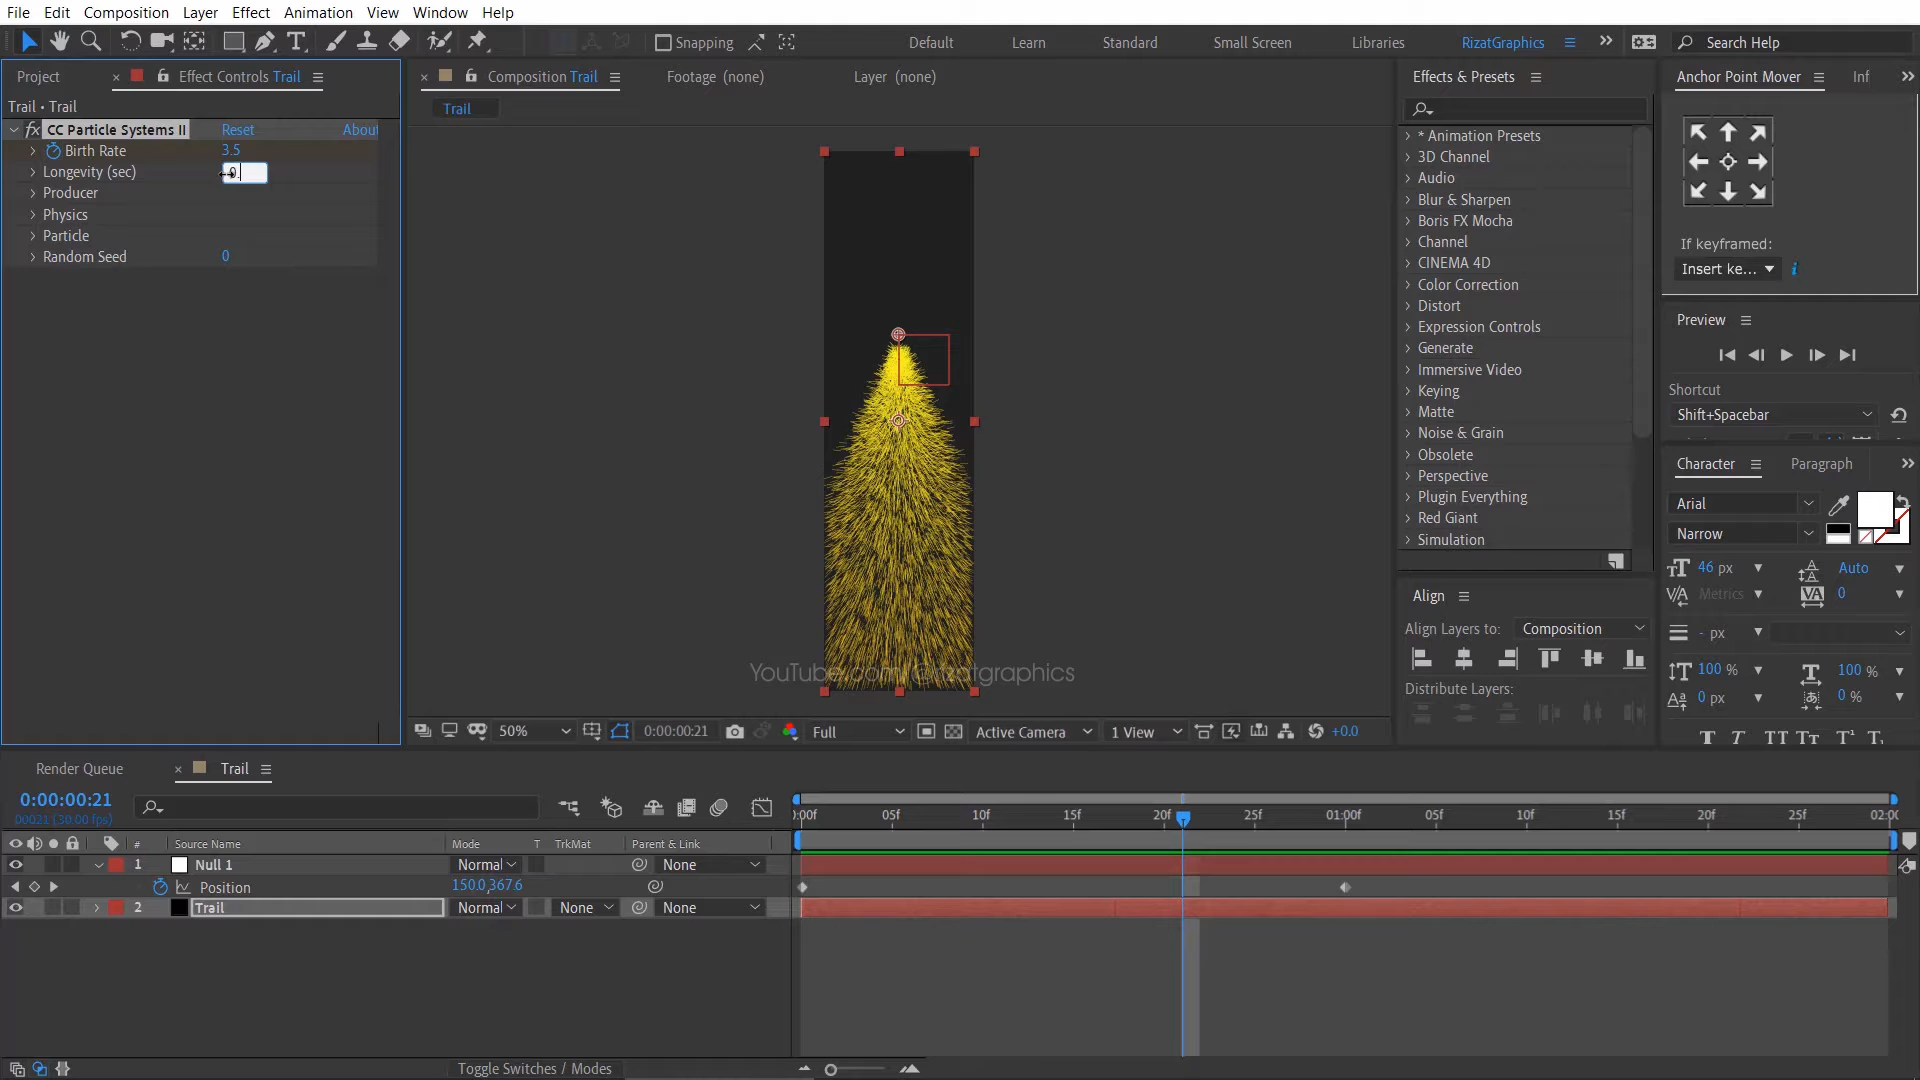 File Edit Composition Layer Effect Animation View Window Help
Snapping Default Learn Standard Small Screen Libraries RizatGraphics Search Help
Project Effect Controls Trail Composition Trail Footage (none) Layer (none) Effects & Presets Anchor Point Mover Inf
Trail • Trail
Trail
fx CC Particle Systems II Reset About
Birth Rate 3.5
Longevity (sec) 0.
Producer
Physics
Particle
Random Seed 0
* Animation Presets
3D Channel
Audio
Blur & Sharpen
Boris FX Mocha
Channel
CINEMA 4D
Color Correction
Distort
Expression Controls
Generate
Immersive Video
Keying
Matte
Noise & Grain
Obsolete
Perspective
Plugin Everything
Red Giant
Simulation
If keyframed:
Insert ke...
Preview
Shortcut
Shift+Spacebar
Character Paragraph
Arial
Narrow
46 px Auto
Metrics 0
- px
100 % 100 %
0 px 0 %
T T TT Tт T¹ T₁
Align
Align Layers to: Composition
Distribute Layers:
YouTube.com/@rizatgraphics
50% 0:00:00:21 Full Active Camera 1 View +0.0
Render Queue Trail
0:00:00:21
00021 (30.00 fps)
:00f 05f 10f 15f 20f 25f 01:00f 05f 10f 15f 20f 25f 02:00
# Source Name Mode T TrkMat Parent & Link
1 Null 1 Normal None
Position 150.0,367.6
2 Trail Normal None None
Toggle Switches / Modes